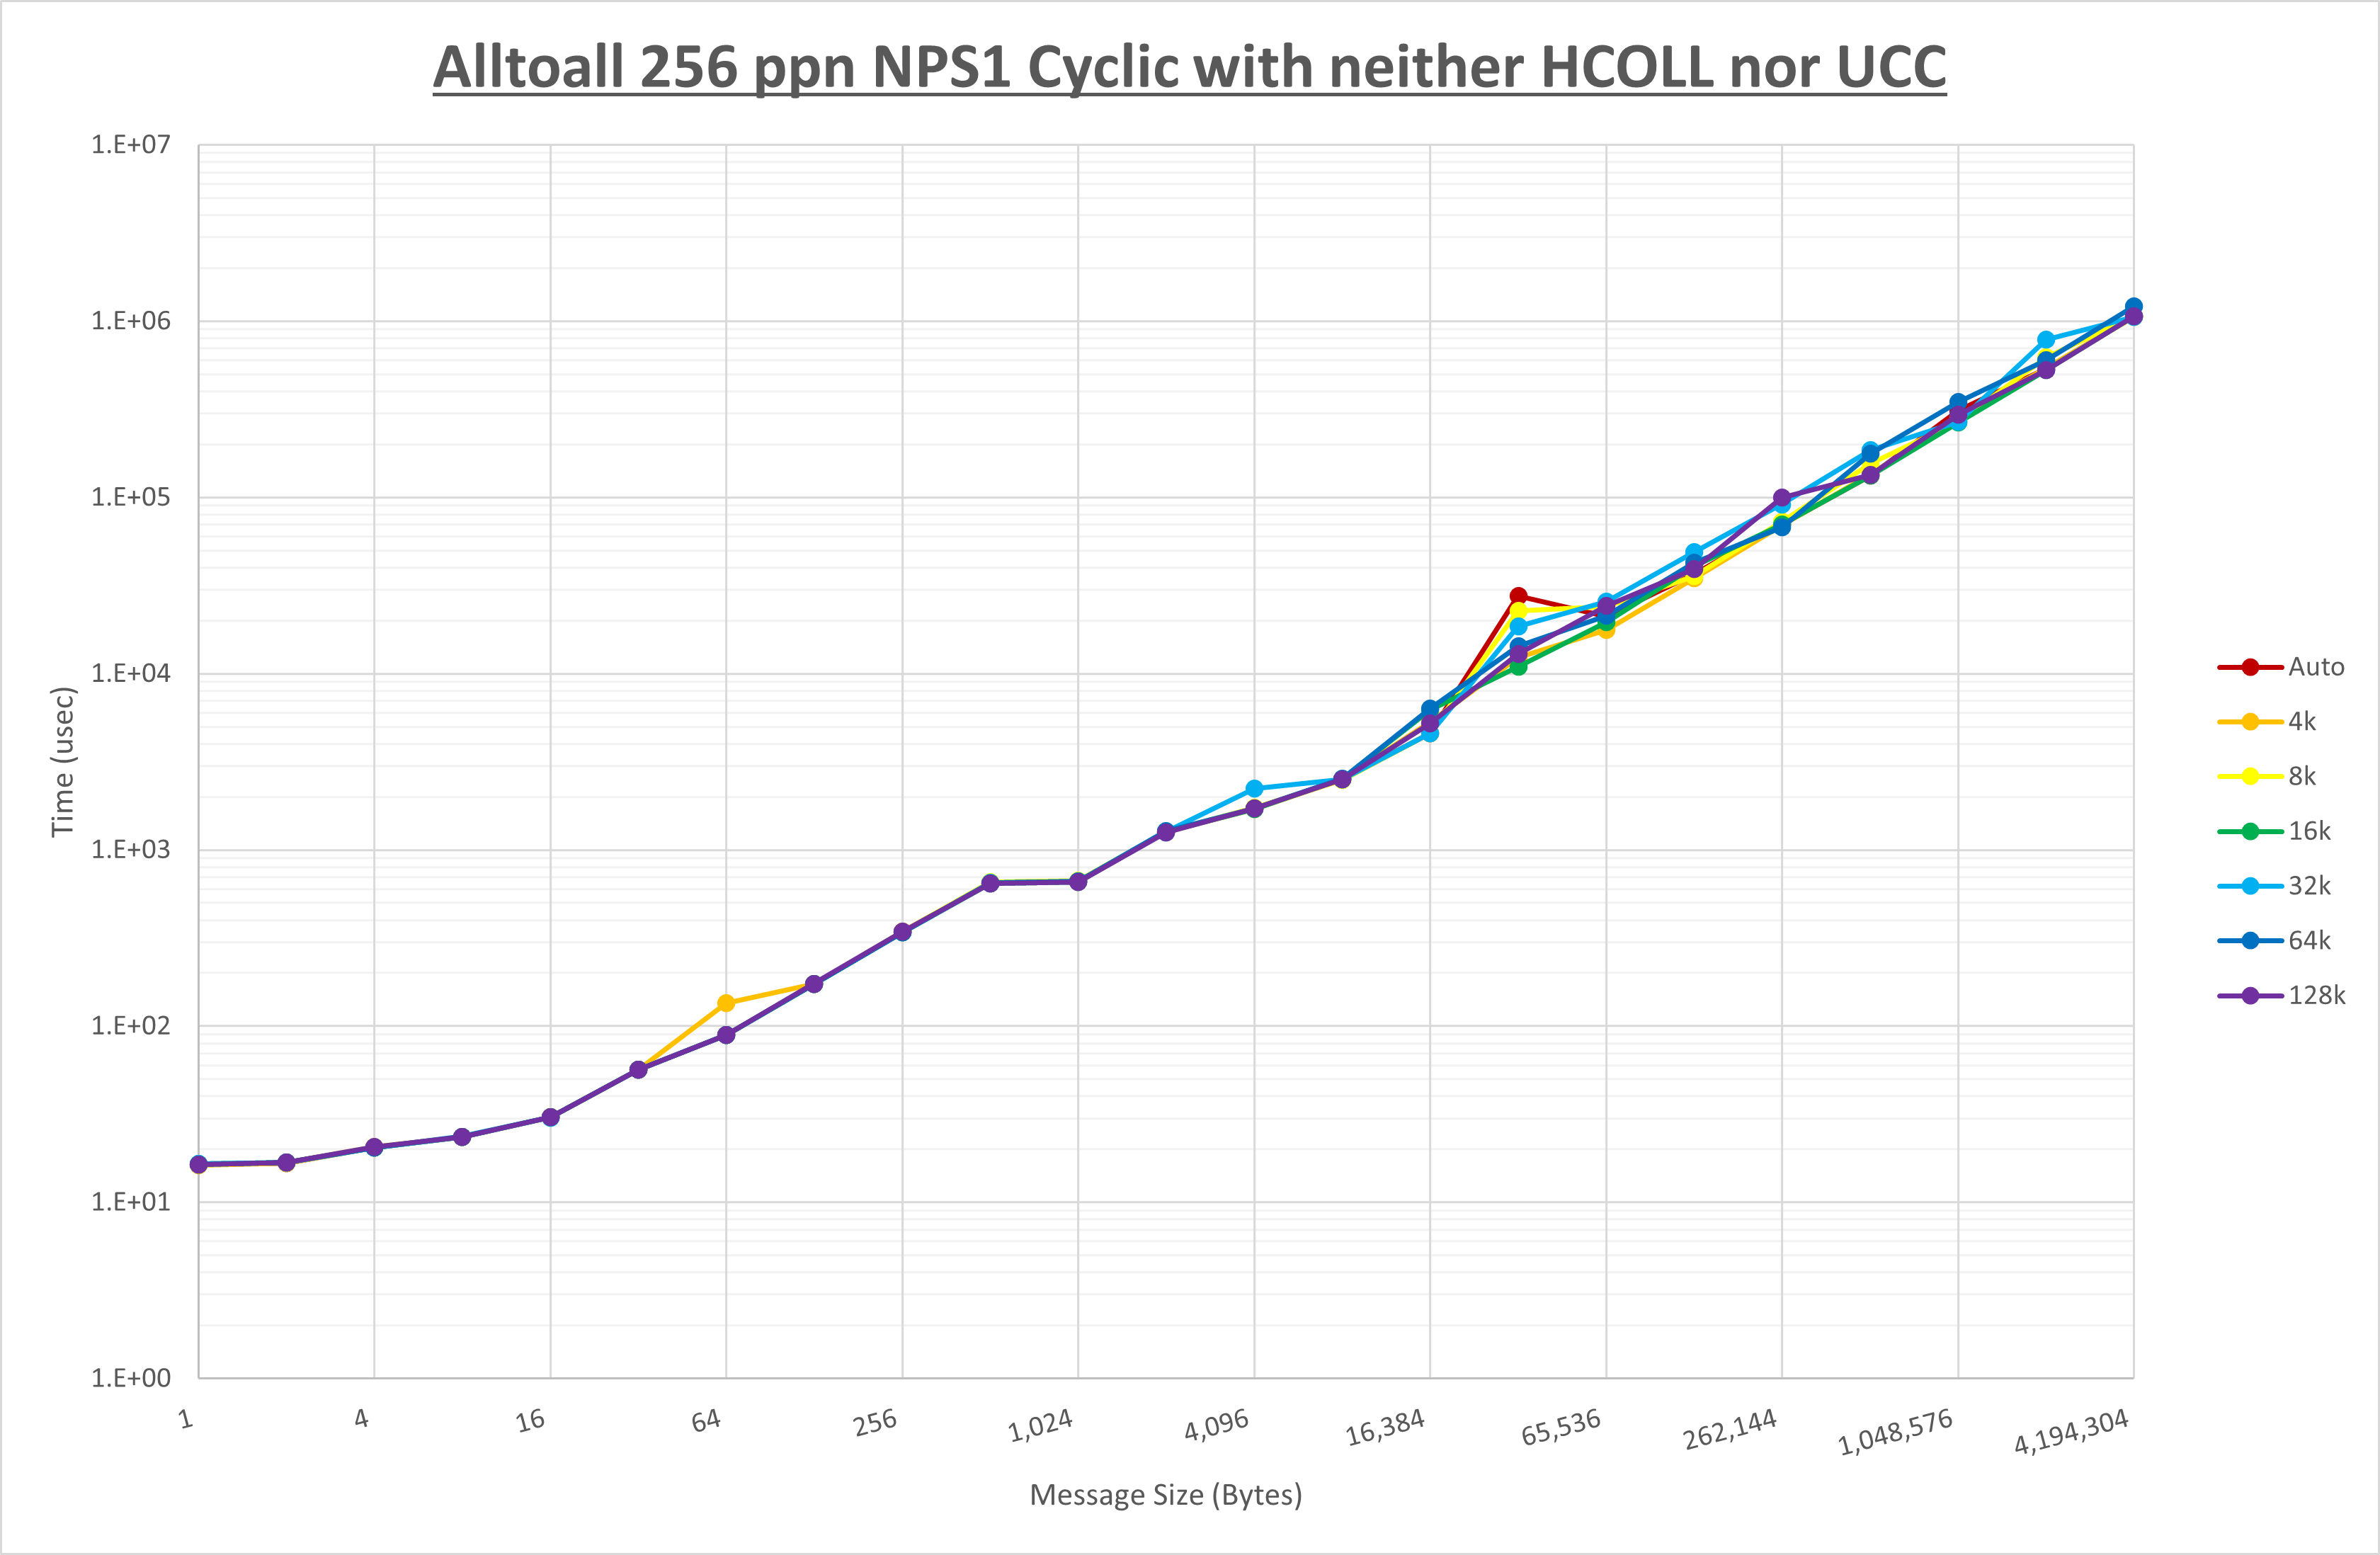 Alltoall 256 ppn NPS1 Cyclic with neither HCOLL nor UCC
1.E+07
1.E+06
1.E+05
1.E+04
1.E+03
1.E+02
1.E+01
1.E+00
Time (usec)
1
4
16
64
256
1,024
4,096
16,384
65,536
262,144
1,048,576
4,194,304
Message Size (Bytes)
Auto
4k
8k
16k
32k
64k
128k